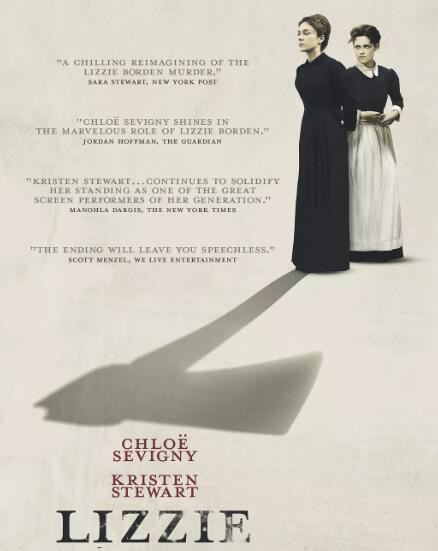 "A CHILLING REIMAGINING OF THE
LIZZIE BORDEN MURDER."
SARA STEWART, NEW YORK POST
"CHLOË SEVIGNY SHINES IN
THE MARVELOUS ROLE OF LIZZIE BORDEN."
JORDAN HOFFMAN, THE GUARDIAN
"KRISTEN STEWART...CONTINUES TO SOLIDIFY
HER STANDING AS ONE OF THE GREAT
SCREEN PERFORMERS OF HER GENERATION."
MANOHLA DARGIS, THE NEW YORK TIMES
"THE ENDING WILL LEAVE YOU SPEECHLESS."
SCOTT MENZEL, WE LIVE ENTERTAINMENT
CHLOË
SEVIGNY
KRISTEN
STEWART
LIZZIE